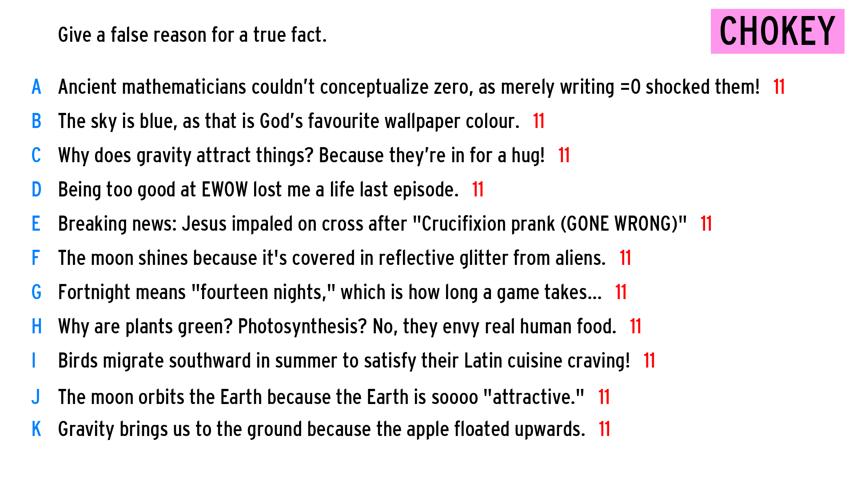 Give a false reason for a true fact.
CHOKEY
A Ancient mathematicians couldn't conceptualize zero, as merely writing =0 shocked them! 11
B The sky is blue, as that is God's favourite wallpaper colour. 11
C Why does gravity attract things? Because they're in for a hug! 11
D Being too good at EWOW lost me a life last episode. 11
E Breaking news: Jesus impaled on cross after "Crucifixion prank (GONE WRONG)" 11
F The moon shines because it's covered in reflective glitter from aliens. 11
G Fortnight means "fourteen nights," which is how long a game takes... 11
H Why are plants green? Photosynthesis? No, they envy real human food. 11
I Birds migrate southward in summer to satisfy their Latin cuisine craving! 11
J The moon orbits the Earth because the Earth is soooo "attractive." 11
K Gravity brings us to the ground because the apple floated upwards. 11